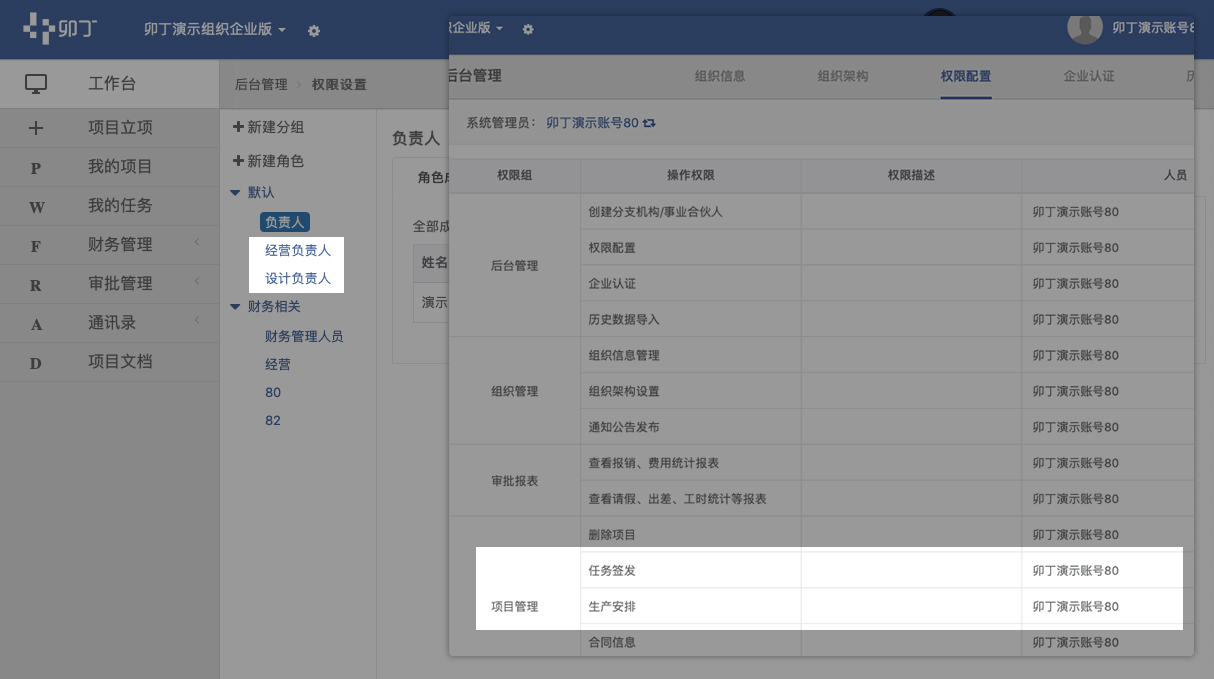 卯丁
卯丁演示组织企业版
企业版
卯丁演示账号8
工作台
项目立项
P 我的项目
W 我的任务
F 财务管理
R 审批管理
A 通讯录
D 项目文档
后台管理 > 权限设置
新建分组
新建角色
默认
负责人
经营负责人
设计负责人
财务相关
财务管理人员
经营
80
82
负责人
角色
全部成
姓名
演示
后台管理
组织信息 组织架构 权限配置 企业认证 历
系统管理员： 卯丁演示账号80
权限组 操作权限 权限描述 人员
后台管理
创建分支机构/事业合伙人 卯丁演示账号80
权限配置 卯丁演示账号80
企业认证 卯丁演示账号80
历史数据导入 卯丁演示账号80
组织管理
组织信息管理 卯丁演示账号80
组织架构设置 卯丁演示账号80
通知公告发布 卯丁演示账号80
审批报表
查看报销、费用统计报表 卯丁演示账号80
查看请假、出差、工时统计等报表 卯丁演示账号80
项目管理
删除项目 卯丁演示账号80
任务签发 卯丁演示账号80
生产安排 卯丁演示账号80
合同信息 卯丁演示账号80